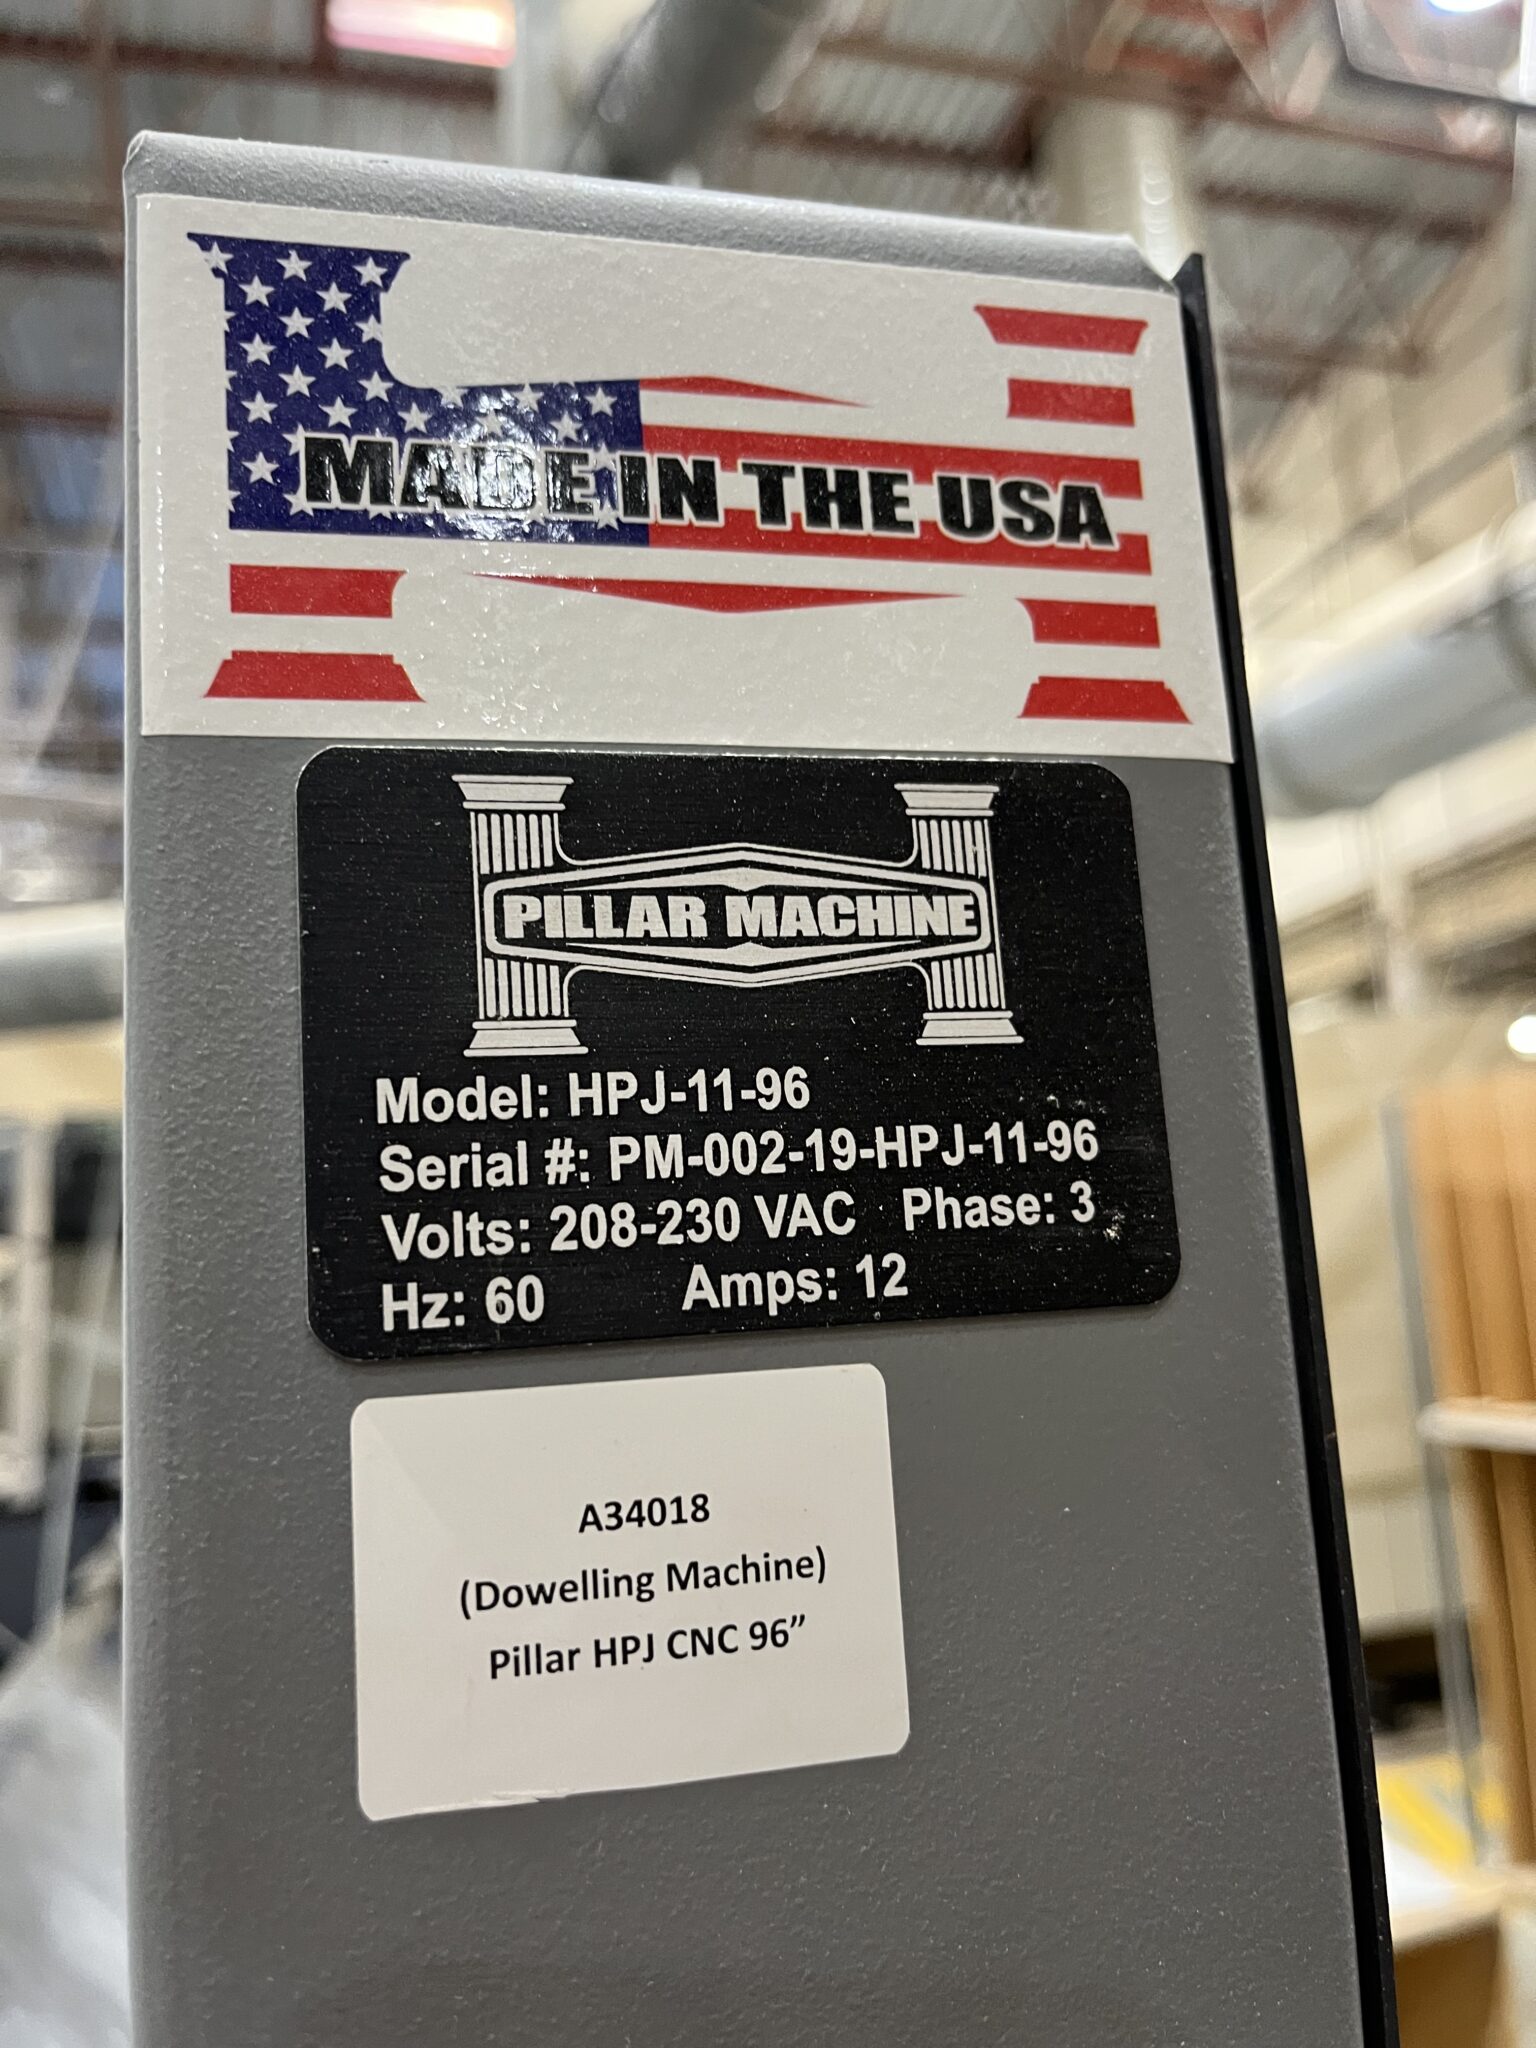 MADE IN THE USA
PILLAR MACHINE
Model: HPJ-11-96
Serial #: PM-002-19-HPJ-11-96
Volts: 208-230 VAC Phase: 3
Hz: 60 Amps: 12
A34018
(Dowelling Machine)
Pillar HPJ CNC 96”